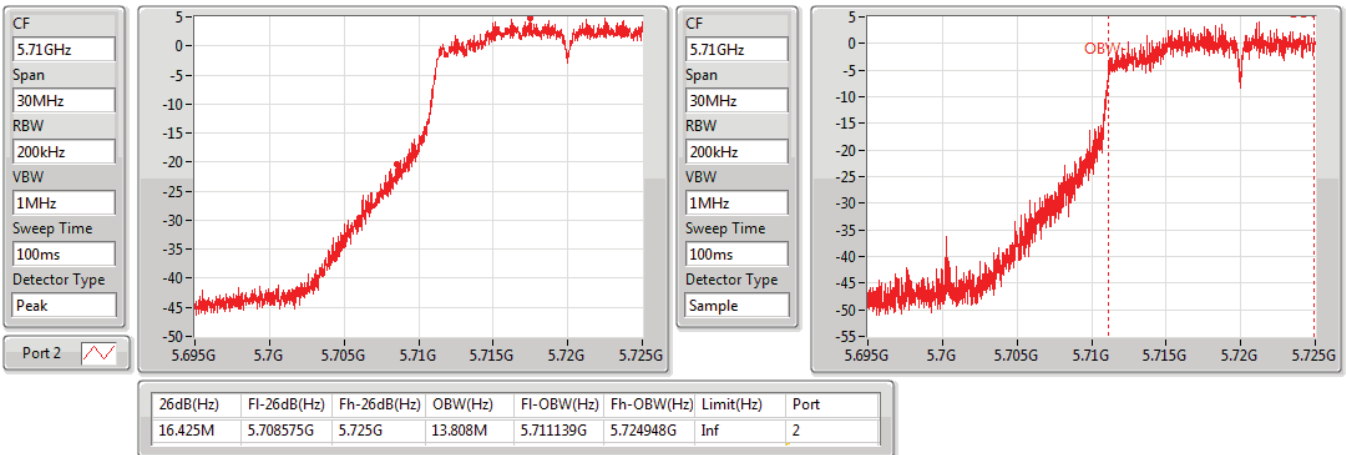 CF
5.71GHz
Span
30MHz
RBW
200kHz
VBW
1MHz
Sweep Time
100ms
Detector Type
Peak
Port 2
5
0
-5
-10
-15
-20
-25
-30
-35
-40
-45
-50
5.695G 5.7G 5.705G 5.71G 5.715G 5.72G 5.725G
CF
5.71GHz
Span
30MHz
RBW
200kHz
VBW
1MHz
Sweep Time
100ms
Detector Type
Sample
5
0
-5
-10
-15
-20
-25
-30
-35
-40
-45
-50
-55
OBW
5.695G 5.7G 5.705G 5.71G 5.715G 5.72G 5.725G
26dB(Hz) Fl-26dB(Hz) Fh-26dB(Hz) OBW(Hz) Fl-OBW(Hz) Fh-OBW(Hz) Limit(Hz) Port
16.425M 5.708575G 5.725G 13.808M 5.711139G 5.724948G Inf 2